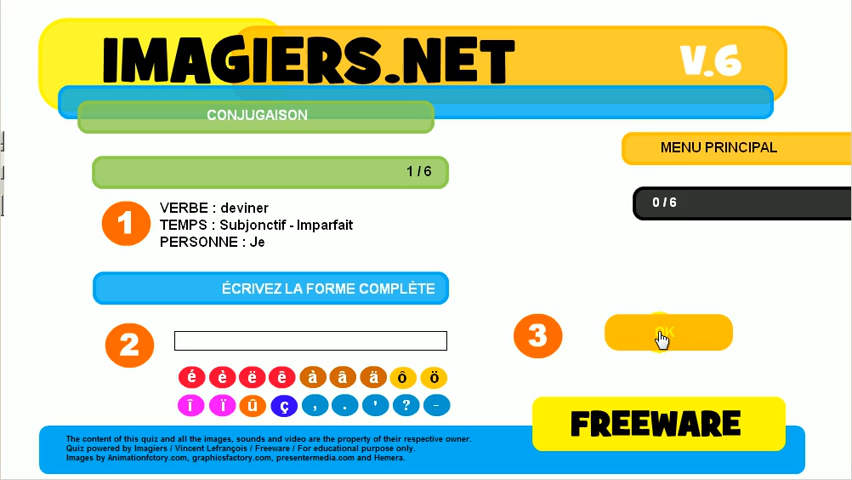 IMAGIERS.NET
V.6
CONJUGAISON
MENU PRINCIPAL
1 / 6
0 / 6
1
VERBE : deviner
TEMPS : Subjonctif - Imparfait
PERSONNE : Je
ÉCRIVEZ LA FORME COMPLÈTE
2
3
OK
é è ë ê à â ä ô ö
î ï û ç , . ' ? -
FREEWARE
The content of this quiz and all the images, sounds and video are the property of their respective owner.
Quiz powered by Imagiers / Vincent Lefrançois / Freeware / For educational purpose only.
Images by Animationfctory.com, graphicsfactory.com, presentermedia.com and Hemera.